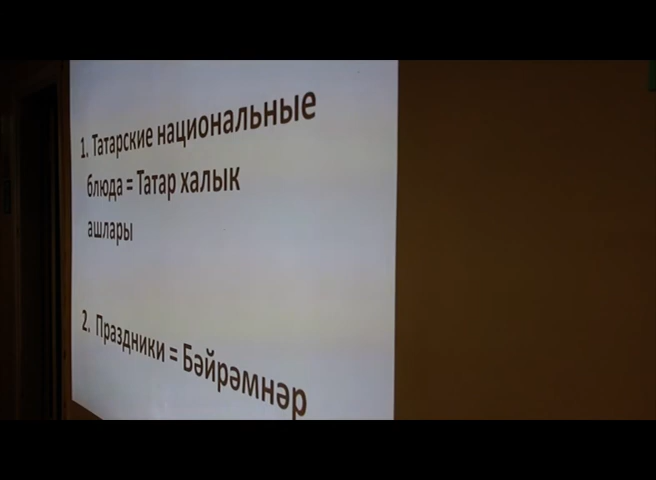 1. Татарские национальные
блюда = Татар халык
ашлары
2. Праздники = Бәйрәмнәр